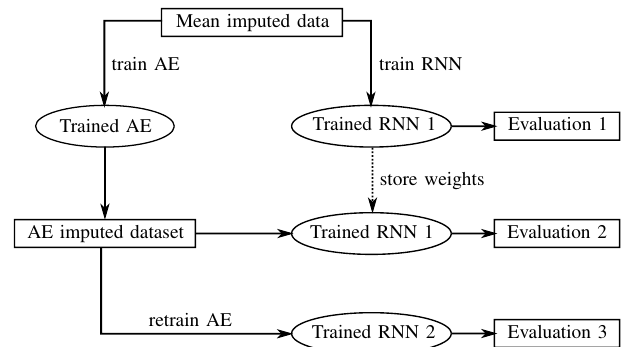 Mean imputed data
train AE
train RNN
Trained AE
Trained RNN 1
Evaluation 1
store weights
AE imputed dataset
Trained RNN 1
Evaluation 2
retrain AE
Trained RNN 2
Evaluation 3